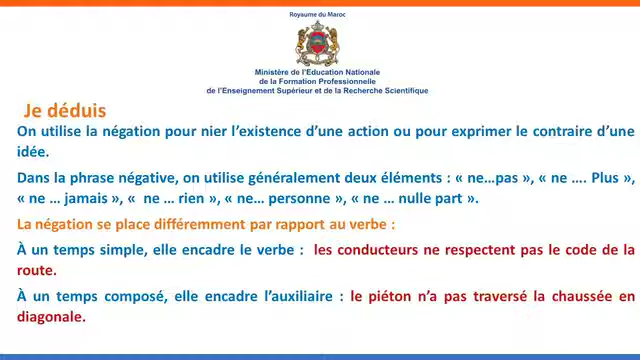 Royaume du Maroc
Ministère de l'Education Nationale
de la Formation Professionnelle
de l'Enseignement Supérieur et de la Recherche Scientifique
Je déduis
On utilise la négation pour nier l'existence d'une action ou pour exprimer le contraire d'une
idée.
Dans la phrase négative, on utilise généralement deux éléments : « ne…pas », « ne …. Plus »,
« ne … jamais », « ne … rien », « ne… personne », « ne … nulle part ».
La négation se place différemment par rapport au verbe :
À un temps simple, elle encadre le verbe : les conducteurs ne respectent pas le code de la
route.
À un temps composé, elle encadre l'auxiliaire : le piéton n'a pas traversé la chaussée en
diagonale.